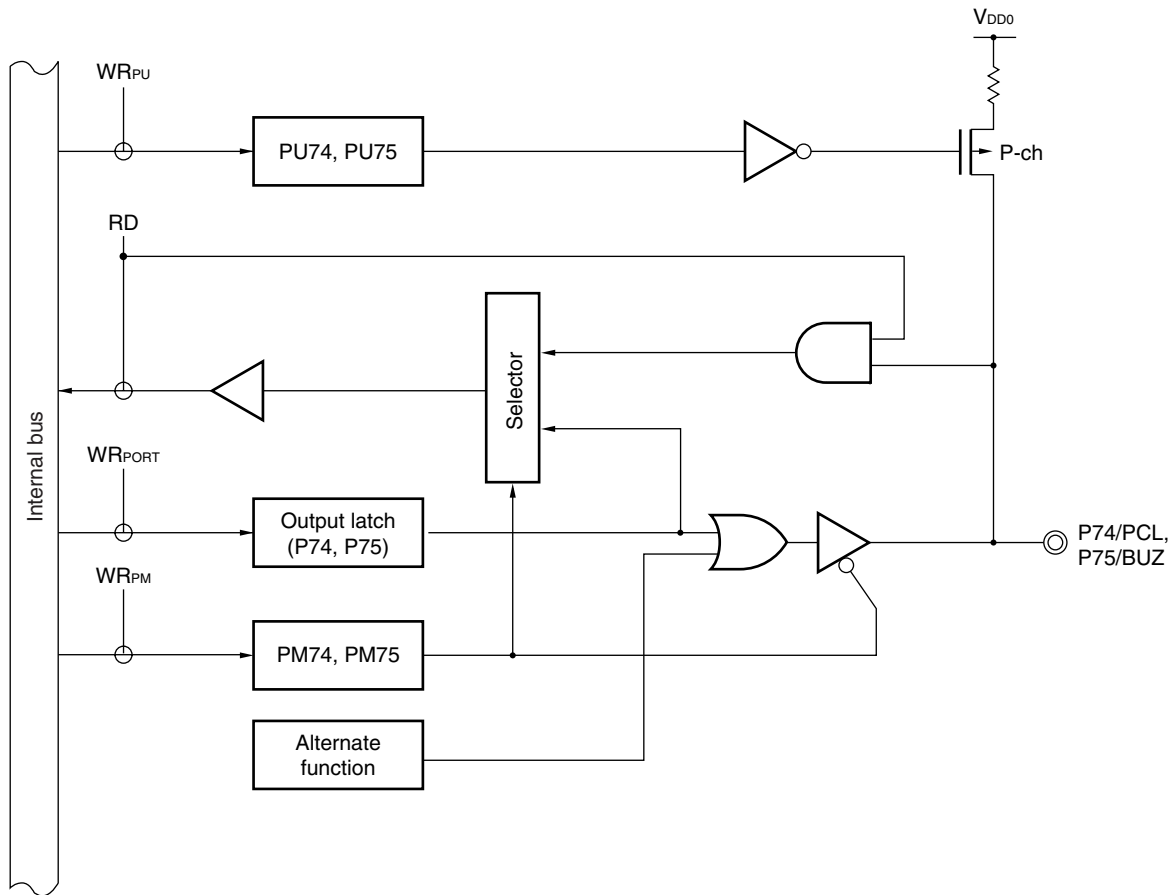 VDD0
WRPU
PU74, PU75
P-ch
RD
Selector
Internal bus
WRPORT
Output latch
(P74, P75)
P74/PCL,
P75/BUZ
WRPM
PM74, PM75
Alternate
function